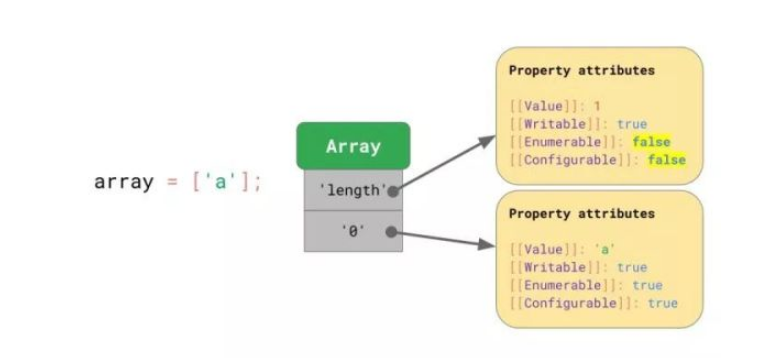 array = ['a'];
Array
'length'
'0'
Property attributes
[[Value]]: 1
[[Writable]]: true
[[Enumerable]]: false
[[Configurable]]: false
Property attributes
[[Value]]: 'a'
[[Writable]]: true
[[Enumerable]]: true
[[Configurable]]: true